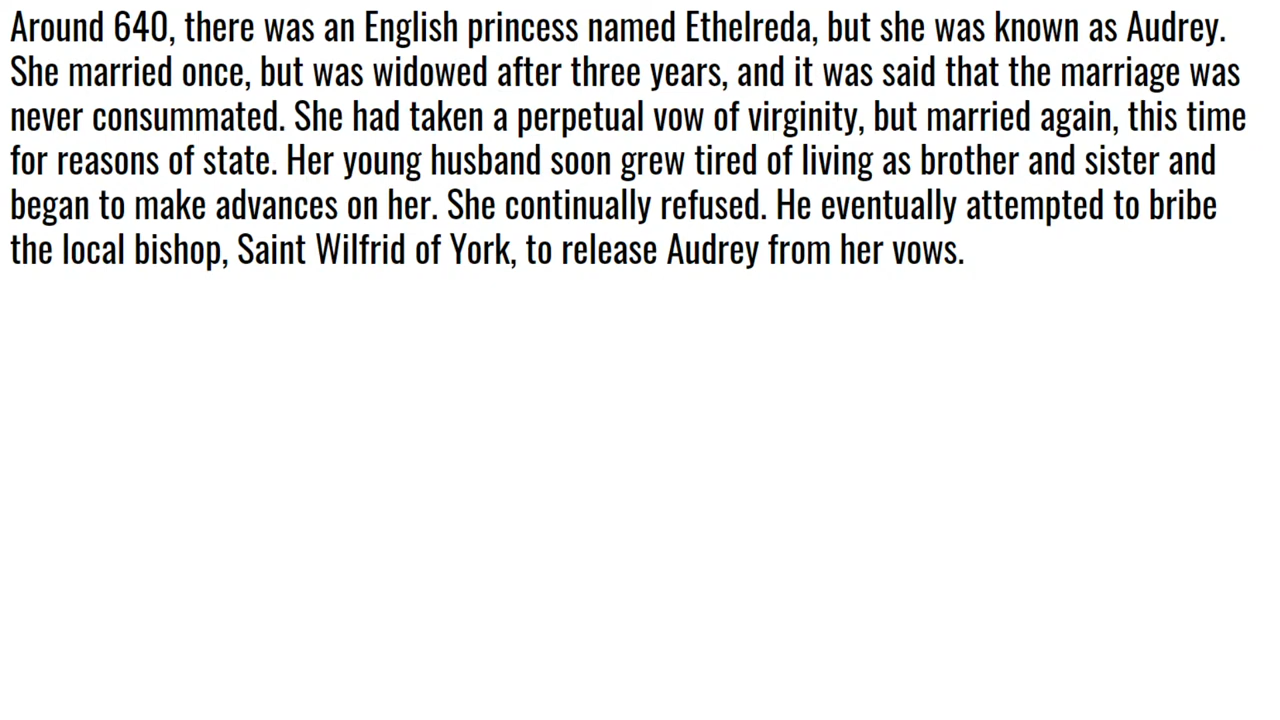 Around 640, there was an English princess named Ethelreda, but she was known as Audrey.
She married once, but was widowed after three years, and it was said that the marriage was
never consummated. She had taken a perpetual vow of virginity, but married again, this time
for reasons of state. Her young husband soon grew tired of living as brother and sister and
began to make advances on her. She continually refused. He eventually attempted to bribe
the local bishop, Saint Wilfrid of York, to release Audrey from her vows.